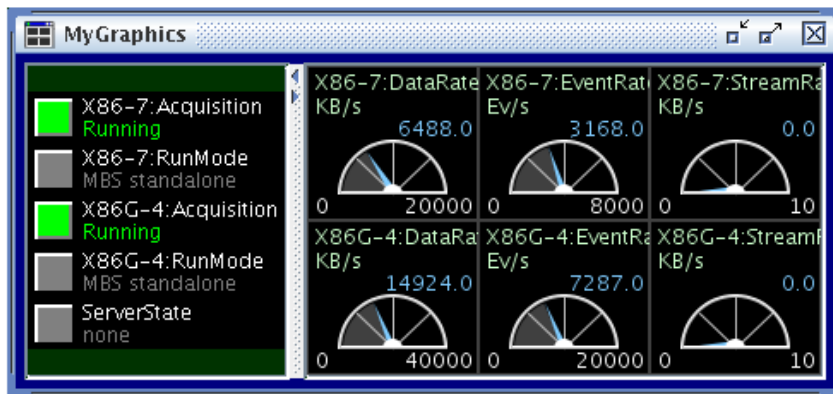 MyGraphics
X86-7:Acquisition
Running
X86-7:RunMode
MBS standalone
X86G-4:Acquisition
Running
X86G-4:RunMode
MBS standalone
ServerState
none
X86-7:DataRate
KB/s
6488.0
0 20000
X86-7:EventRat
Ev/s
3168.0
0 8000
X86-7:StreamRa
KB/s
0.0
0 10
X86G-4:DataRa
KB/s
14924.0
0 40000
X86G-4:EventRa
Ev/s
7287.0
0 20000
X86G-4:Stream
KB/s
0.0
0 10